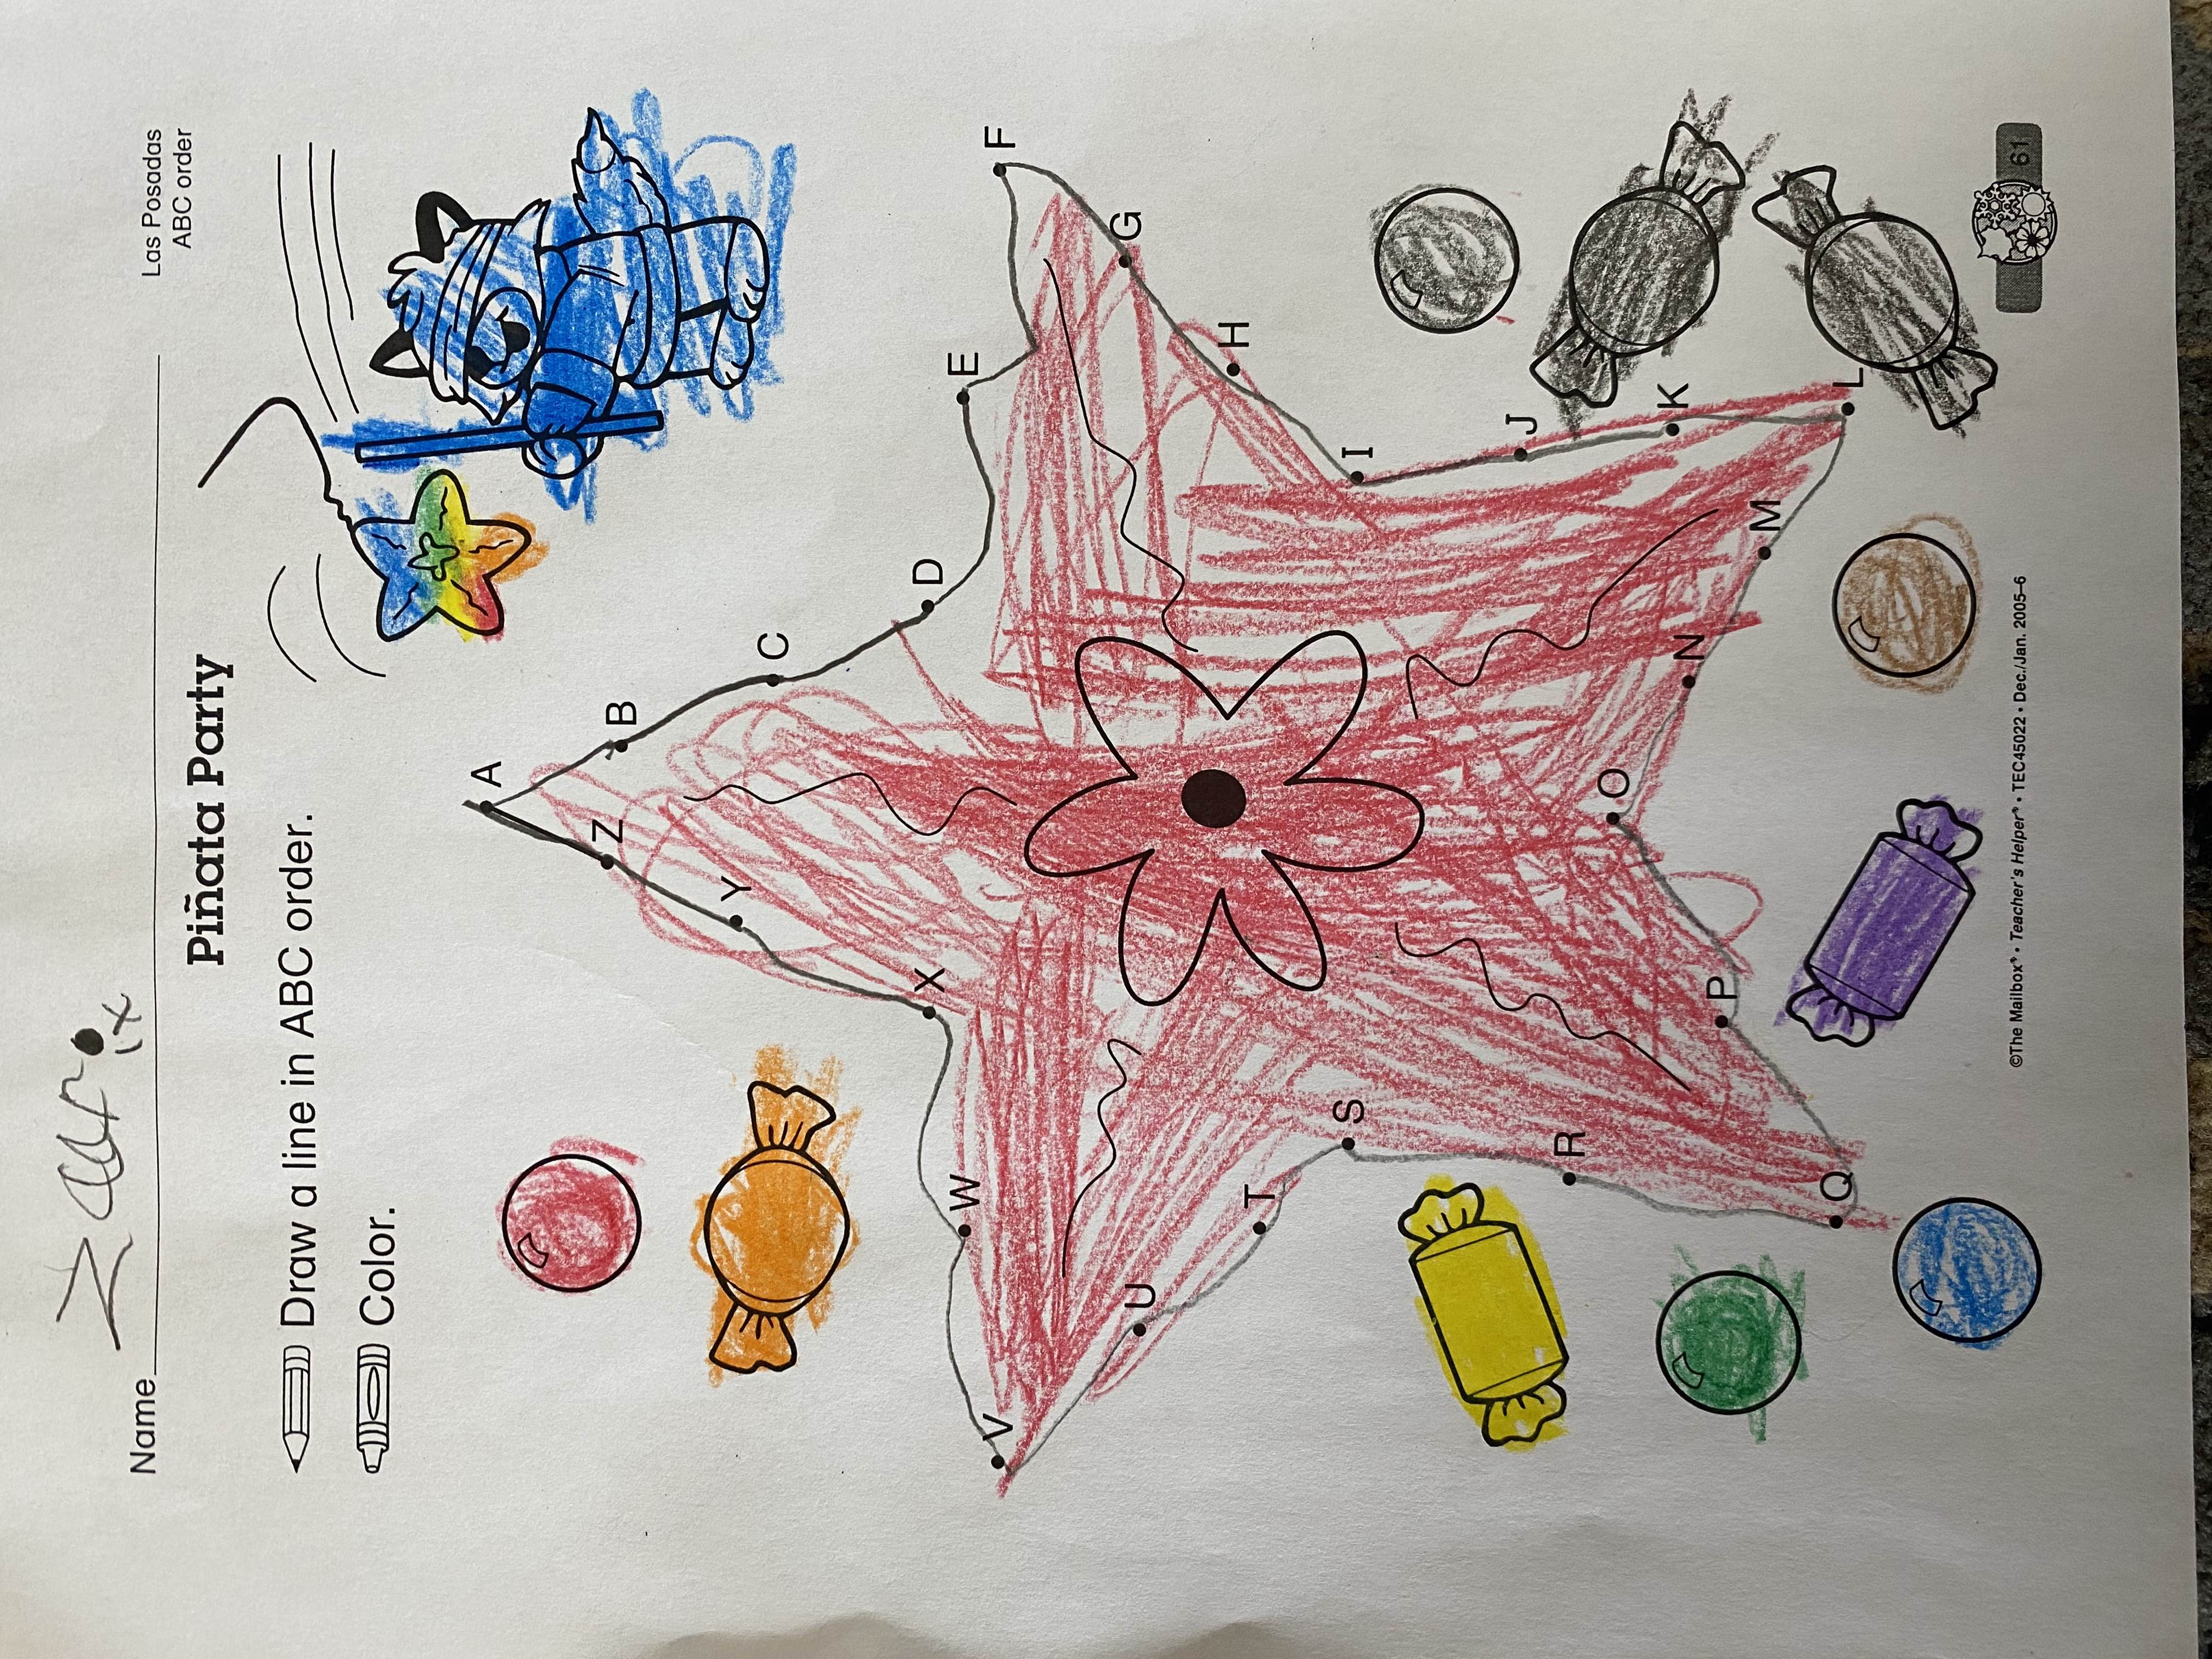 Name
Las Posadas
ABC order
Piñata Party
Draw a line in ABC order.
Color.
A
Z
B
Y
C
X
D
W
E
V
F
U
G
T
H
S
I
J
R
O
K
N
P
M
Q
L
©The Mailbox® • Teacher's Helper® • TEC45022 • Dec./Jan. 2005–6
61